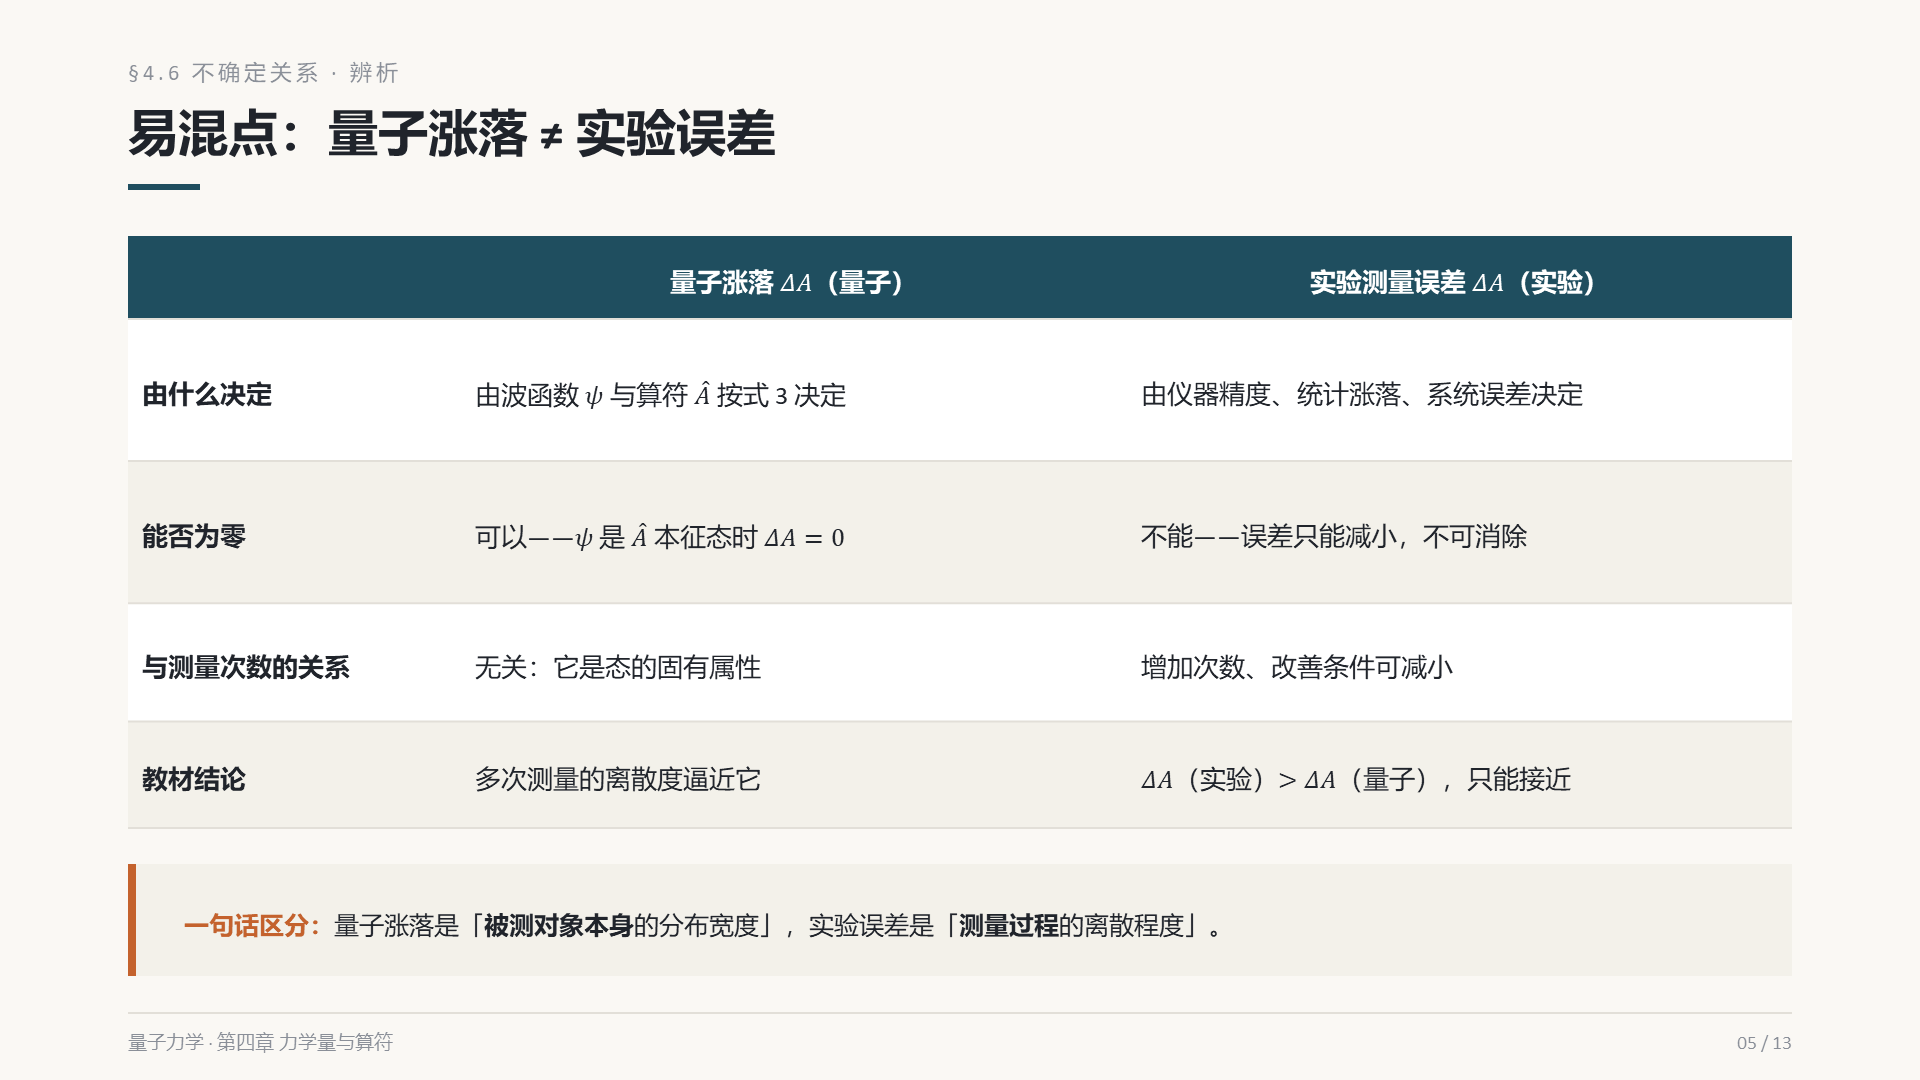 §4.6 不确定关系 · 辨析
易混点：量子涨落 ≠ 实验误差
量子涨落 ΔA（量子） 实验测量误差 ΔA（实验）
由什么决定 由波函数 ψ 与算符 Â 按式 3 决定 由仪器精度、统计涨落、系统误差决定
能否为零 可以——ψ 是 Â 本征态时 ΔA = 0 不能——误差只能减小，不可消除
与测量次数的关系 无关：它是态的固有属性 增加次数、改善条件可减小
教材结论 多次测量的离散度逼近它 ΔA（实验）> ΔA（量子），只能接近
一句话区分：量子涨落是「被测对象本身的分布宽度」，实验误差是「测量过程的离散程度」。
量子力学 · 第四章 力学量与算符 05 / 13